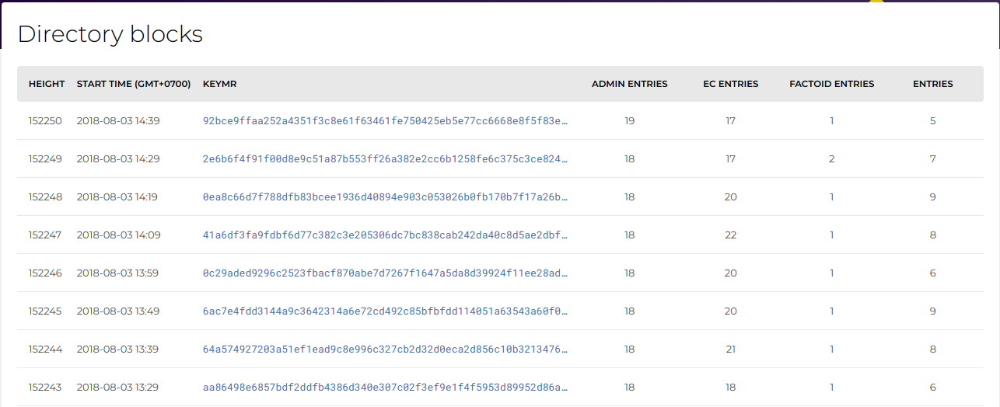 Directory blocks
HEIGHT START TIME (GMT+0700) KEYMR ADMIN ENTRIES EC ENTRIES FACTOID ENTRIES ENTRIES
152250 2018-08-03 14:39 92bce9ffaa252a4351f3c8e61f63461fe750425eb5e77cc6668e8f5f83e… 19 17 1 5
152249 2018-08-03 14:29 2e6b6f4f91f00d8e9c51a87b553ff26a382e2cc6b1258fe6c375c3ce824… 18 17 2 7
152248 2018-08-03 14:19 0ea8c66d7f788dfb83bcee1936d40894e903c053026b0fb170b7f17a26b… 18 20 1 9
152247 2018-08-03 14:09 41a6df3fa9fdbf6d77c382c3e205306dc7bc838cab242da40c8d5ae2dbf… 18 22 1 8
152246 2018-08-03 13:59 0c29aded9296c2523fbacf870abe7d7267f1647a5da8d39924f11ee28ad… 18 20 1 6
152245 2018-08-03 13:49 6ac7e4fdd3144a9c3642314a6e72cd492c85bfbfdd114051a63543a60f0… 18 20 1 9
152244 2018-08-03 13:39 64a574927203a51ef1ead9c8e996c327cb2d32d0eca2d856c10b3213476… 18 21 1 8
152243 2018-08-03 13:29 aa86498e6857bdf2ddfb4386d340e307c02f3ef9e1f4f5953d89952d86a… 18 18 1 6